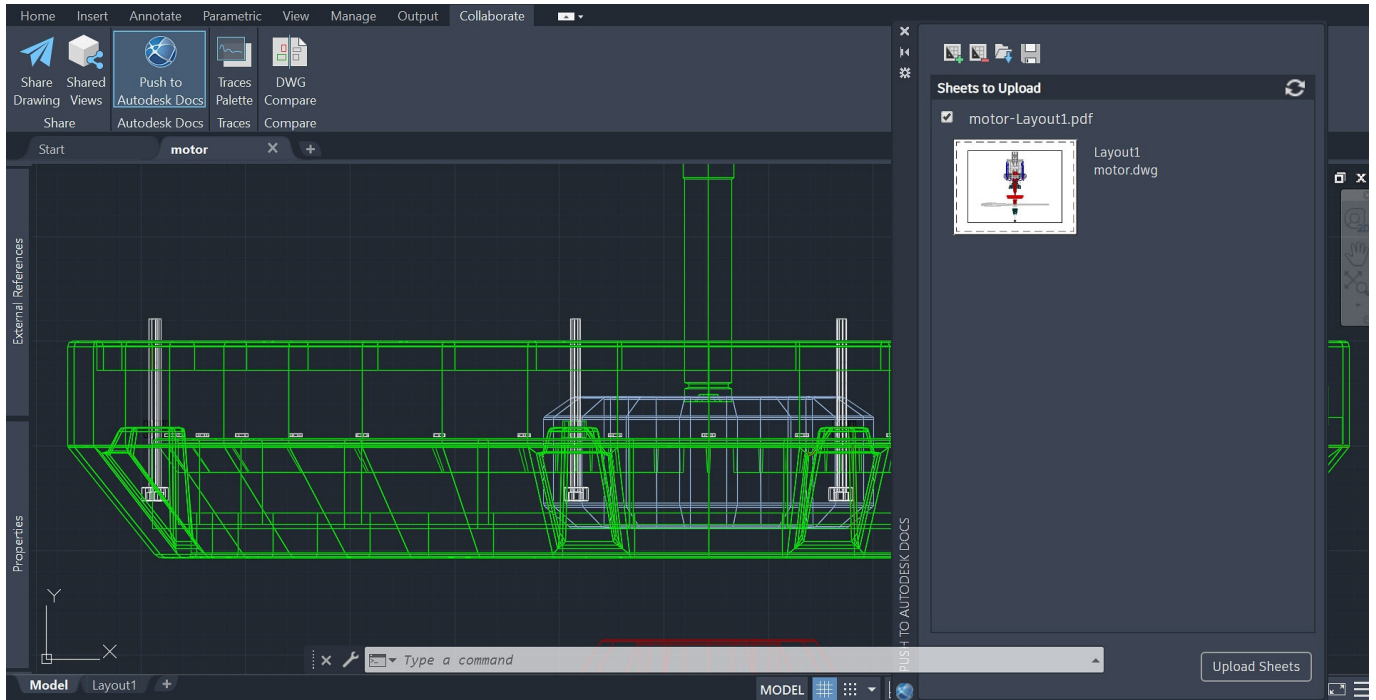 Home Insert Annotate Parametric View Manage Output Collaborate
Share Drawing
Shared Views
Push to Autodesk Docs
Traces Palette
DWG Compare
Share Autodesk Docs Traces Compare
Start motor
External References
Properties
Y
X
Type a command
Model Layout1
MODEL
PUSH TO AUTODESK DOCS
Sheets to Upload
motor-Layout1.pdf
Layout1
motor.dwg
Upload Sheets